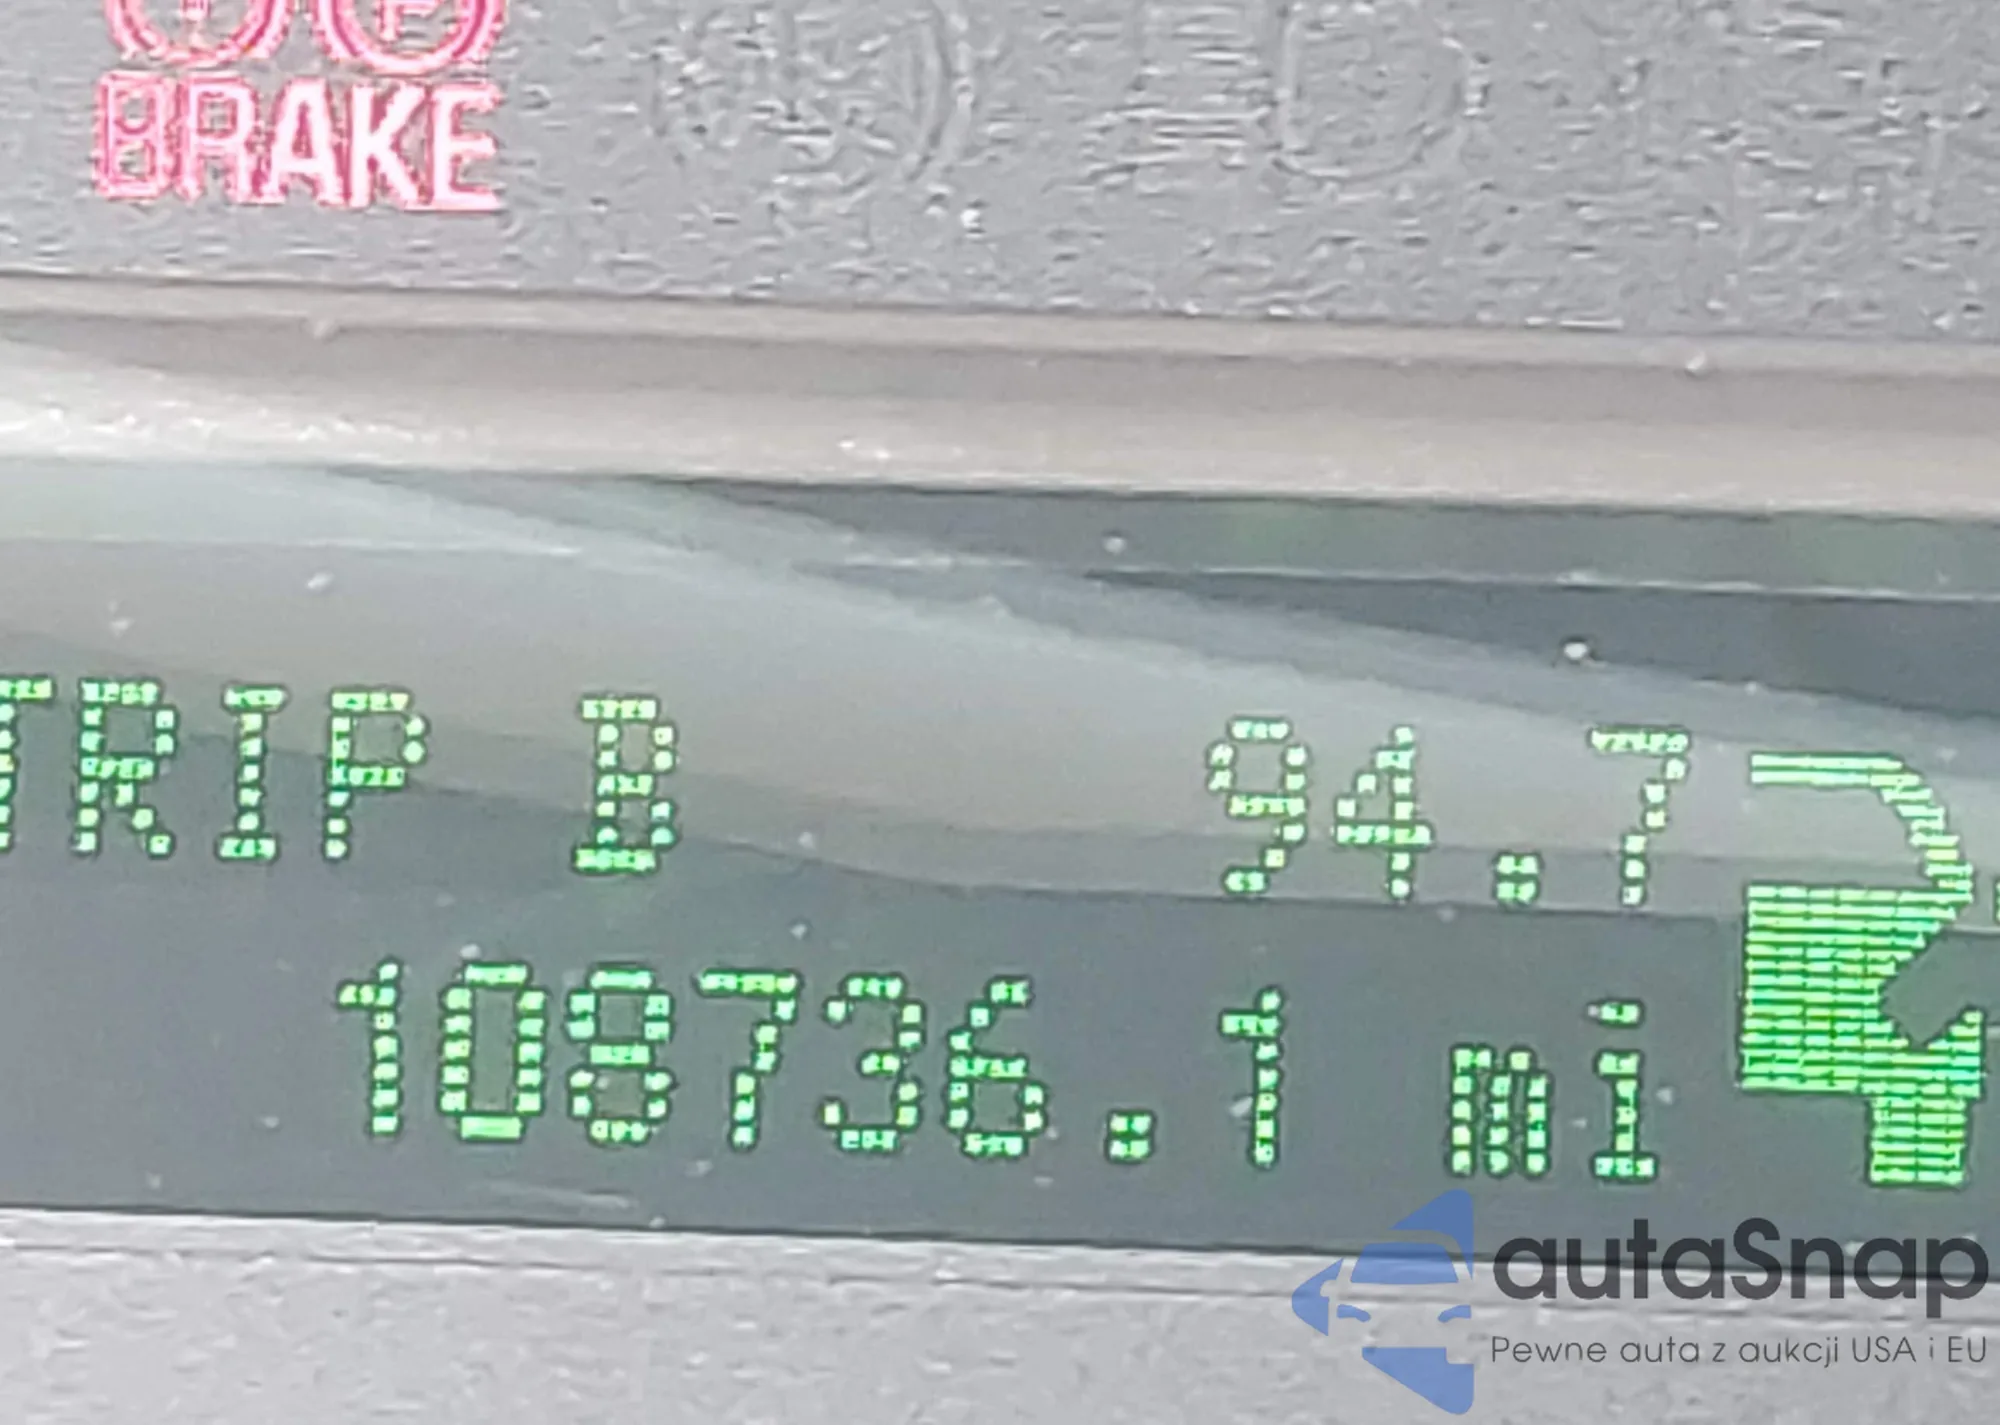 BRAKE
TRIP B 94.7
108736.1 mi
autaSnap
Pewne auta z aukcji USA i EU